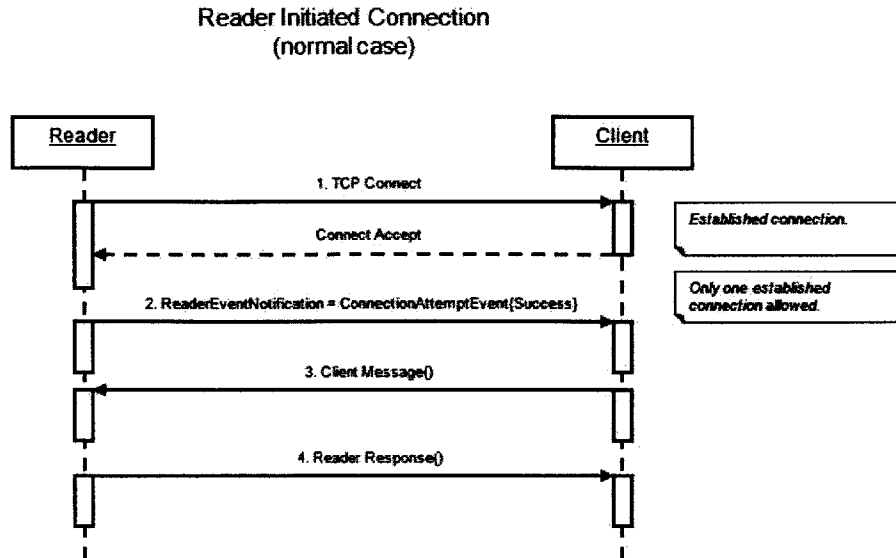 Reader Initiated Connection
(normal case)
Reader
Client
1. TCP Connect
Established connection.
Connect Accept
Only one established
connection allowed.
2. ReaderEventNotification = ConnectionAttemptEvent{Success}
3. Client Message()
4. Reader Response()